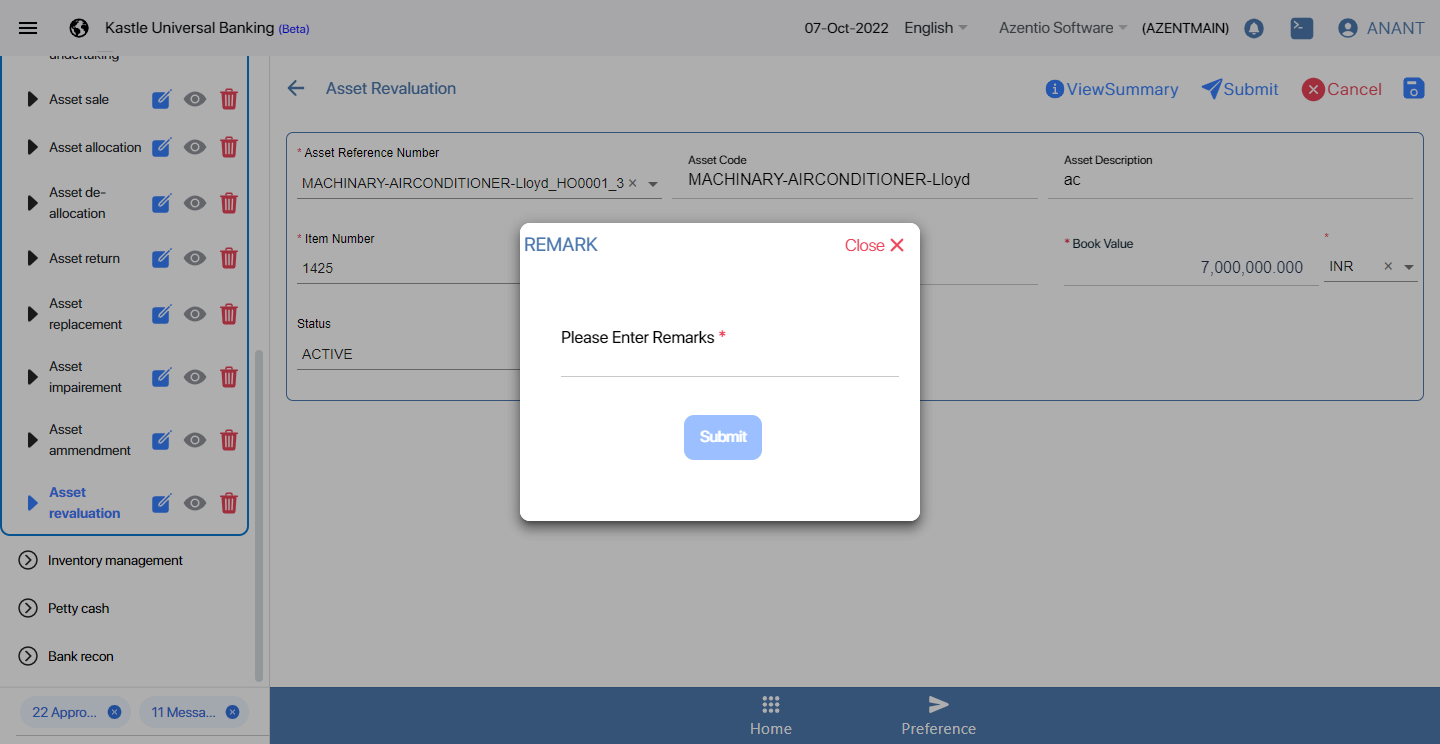 Kastle Universal Banking (Beta)
07-Oct-2022
English
Azentio Software
(AZENTMAIN)
ANANT
undertaking
Asset sale
Asset allocation
Asset de-
allocation
Asset return
Asset
replacement
Asset
impairement
Asset
ammendment
Asset
revaluation
Inventory management
Petty cash
Bank recon
22 Appro...
11 Messa...
Asset Revaluation
ViewSummary
Submit
Cancel
* Asset Reference Number
MACHINARY-AIRCONDITIONER-Lloyd_HO0001_3
Asset Code
MACHINARY-AIRCONDITIONER-Lloyd
Asset Description
ac
* Item Number
1425
* Book Value
7,000,000.000
*
INR
Status
ACTIVE
REMARK
Close
Please Enter Remarks *
Submit
Home
Preference